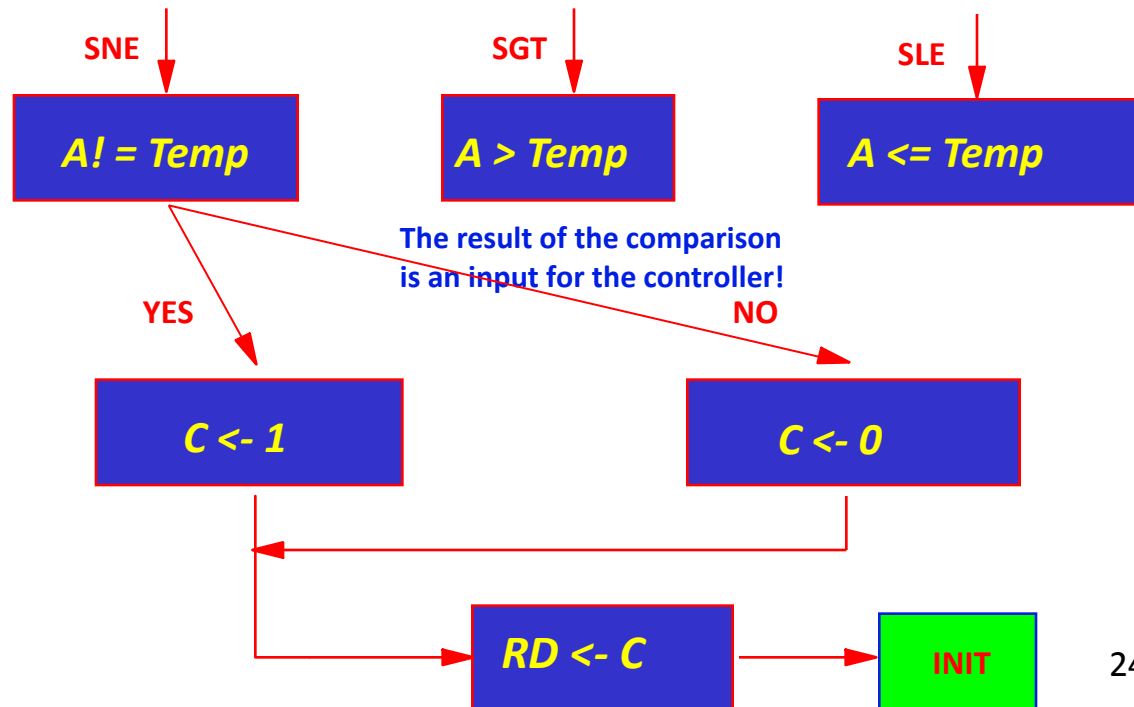 SNE
SGT
SLE
A! = Temp
A > Temp
A <= Temp
The result of the comparison
is an input for the controller!
YES
NO
C <- 1
C <- 0
RD <- C
INIT
24